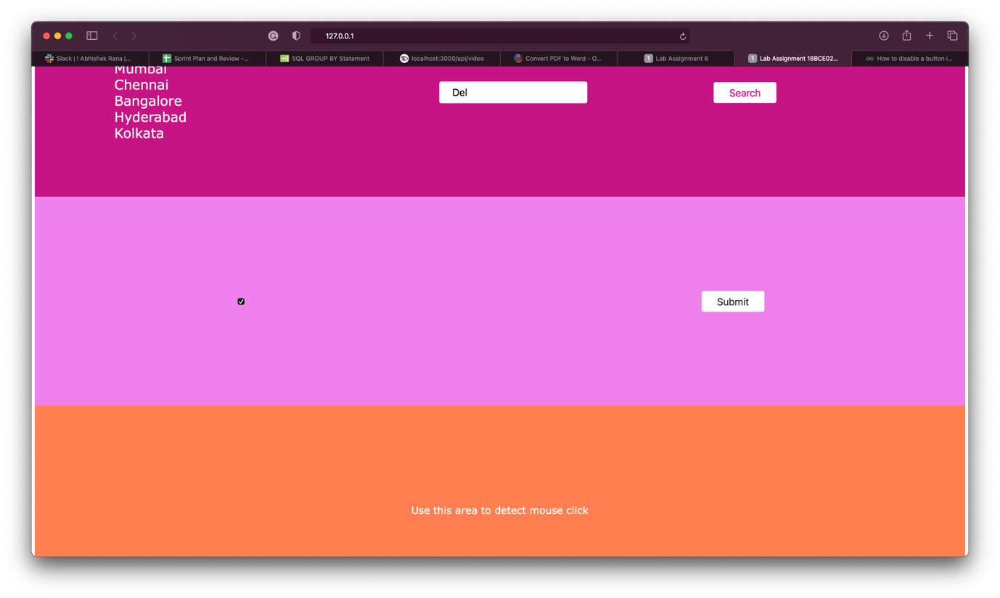 127.0.0.1
Slack | ! Abhishek Rana |...
Sprint Plan and Review -...
SQL GROUP BY Statement
localhost:3000/api/video
Convert PDF to Word - O...
1 Lab Assignment 6
1 Lab Assignment 18BCE02...
How to disable a button i...
Mumbai
Chennai
Bangalore
Hyderabad
Kolkata
Del
Search
Submit
Use this area to detect mouse click